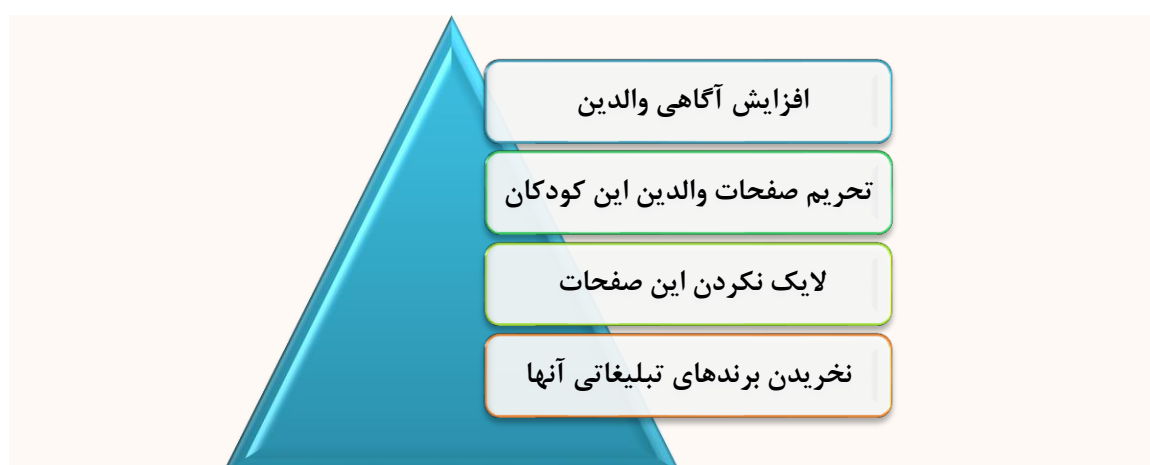 افزایش آگاهی والدین
تحریم صفحات والدین این کودکان
لایک نکردن این صفحات
نخریدن برندهای تبلیغاتی آنها